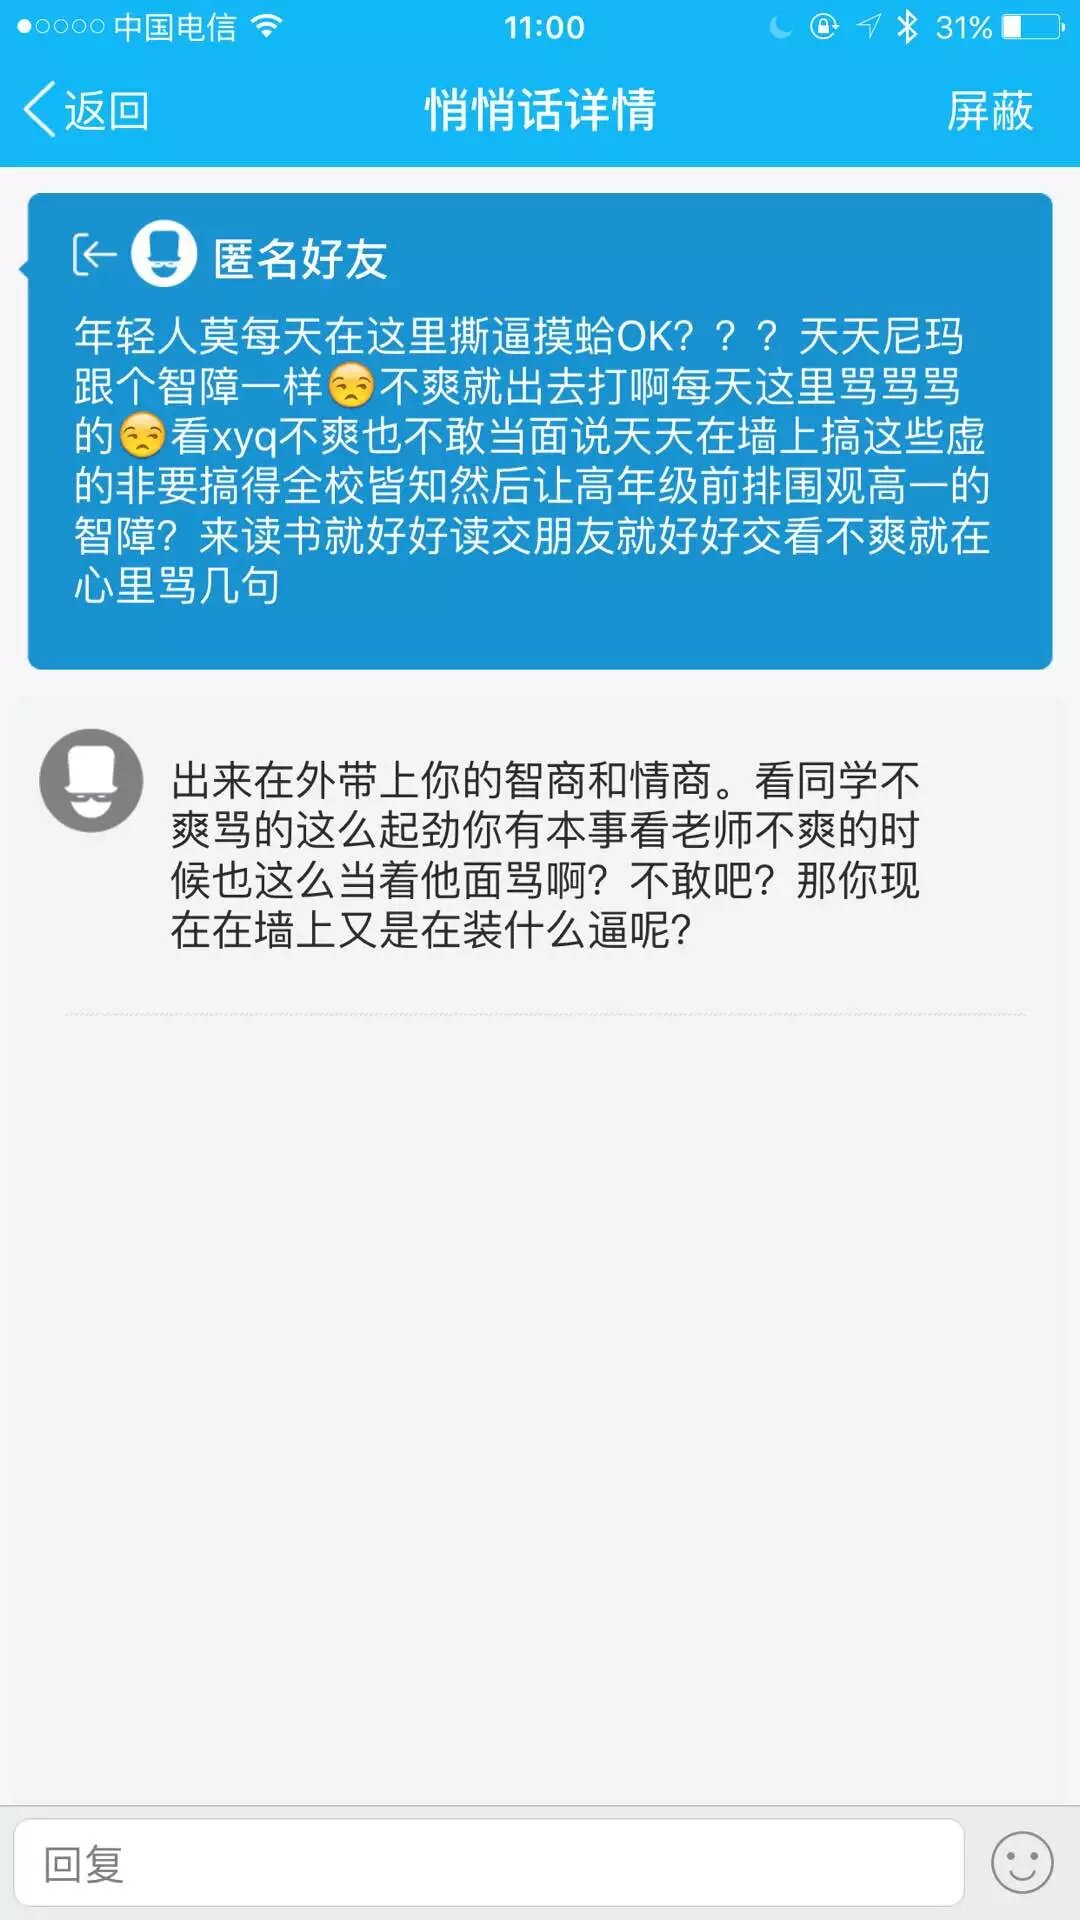 中国电信 11:00 31%
返回 悄悄话详情 屏蔽
匿名好友
年轻人莫每天在这里撕逼摸蛤OK？？？天天尼玛
跟个智障一样😒不爽就出去打啊每天这里骂骂骂
的😒看xyq不爽也不敢当面说天天在墙上搞这些虚
的非要搞得全校皆知然后让高年级前排围观高一的
智障？来读书就好好读交朋友就好好交看不爽就在
心里骂几句
出来在外带上你的智商和情商。看同学不
爽骂的这么起劲你有本事看老师不爽的时
候也这么当着他面骂啊？不敢吧？那你现
在在墙上又是在装什么逼呢？
回复